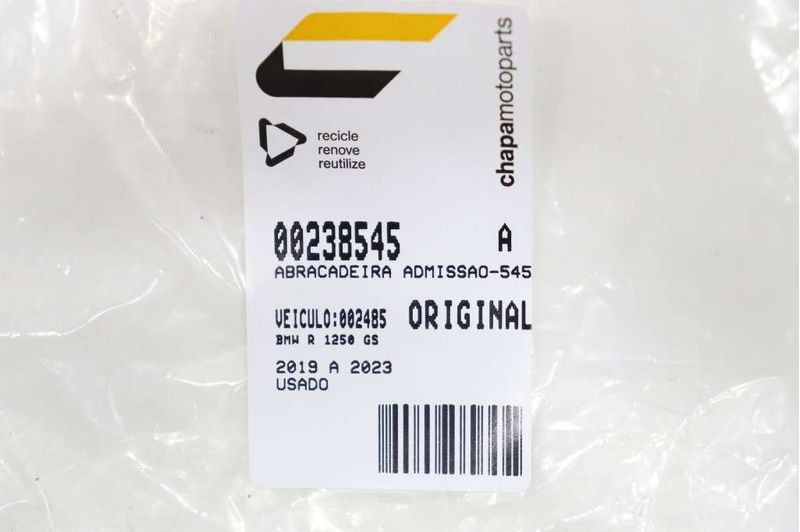 chapamotoparts
recicle
renove
reutilize
00238545 A
ABRACADEIRA ADMISSAO-545
VEICULO:002485 ORIGINAL
BMW R 1250 GS
2019 A 2023
USADO